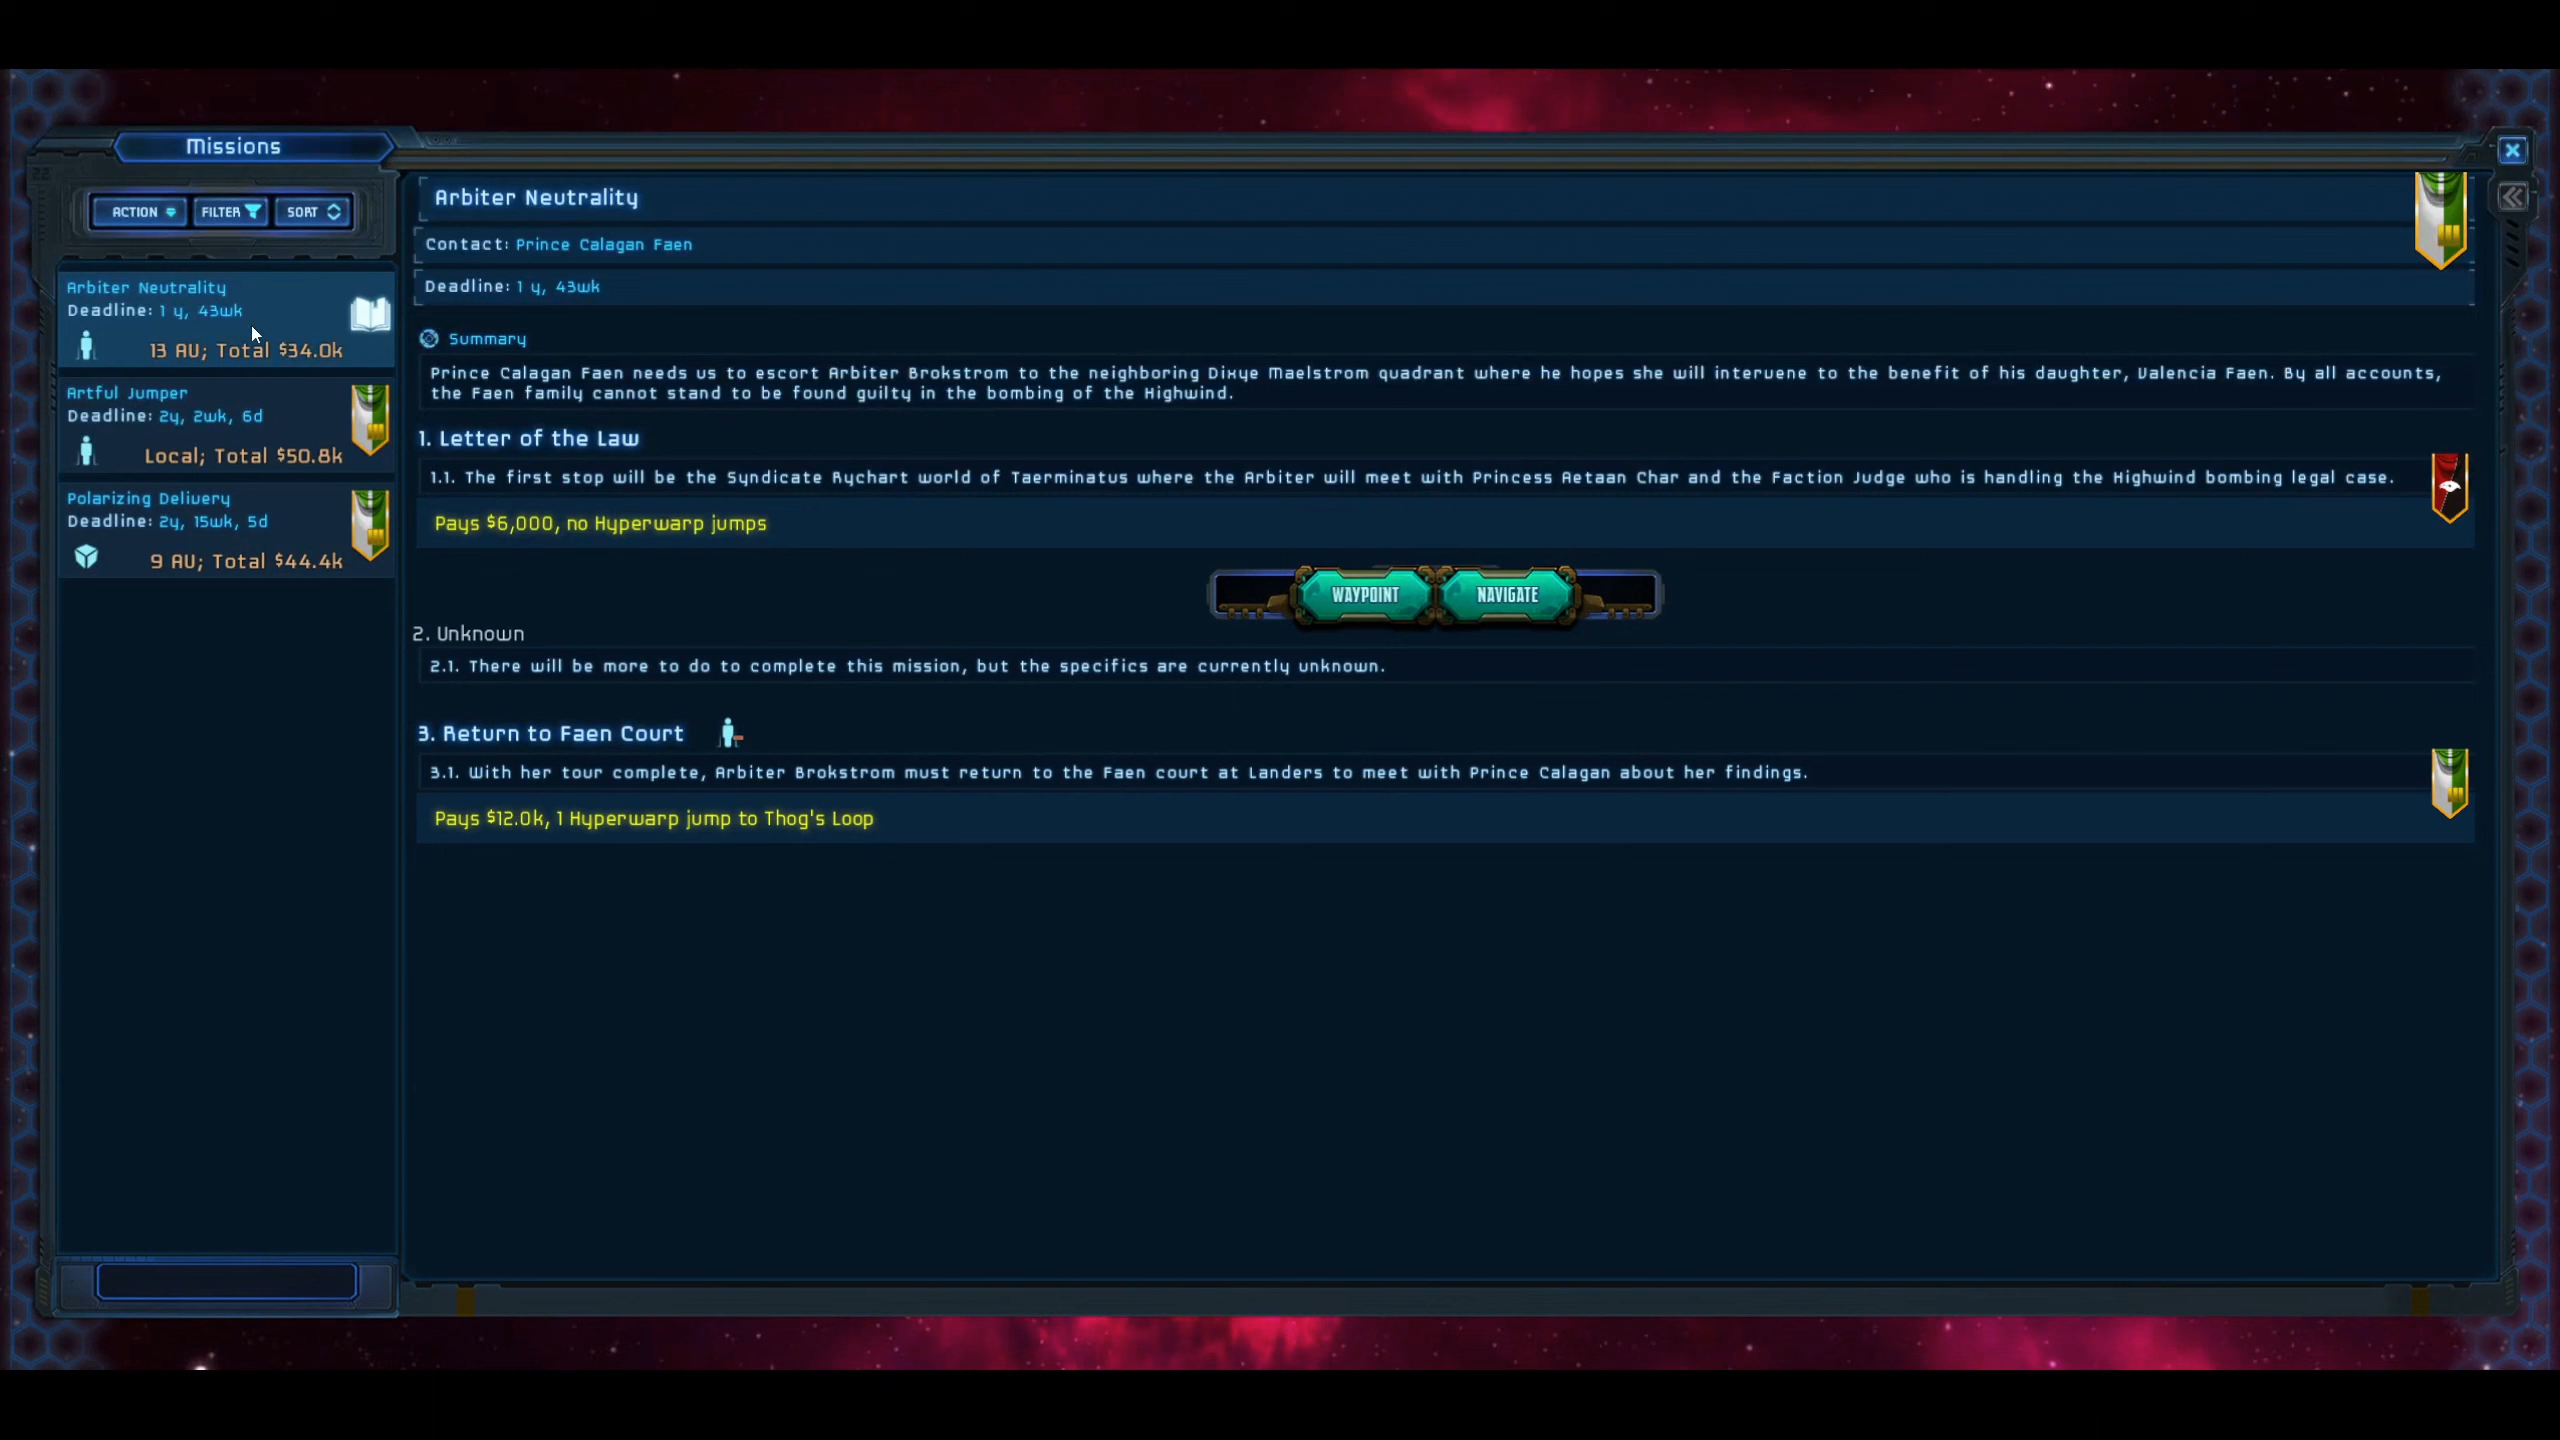 Missions
ACTION
FILTER
SORT
Arbiter Neutrality
Deadline: 1 y, 43wk
13 AU; Total $34.0k
Artful Jumper
Deadline: 2y, 2wk, 6d
Local; Total $50.8k
Polarizing Delivery
Deadline: 2y, 15wk, 5d
9 AU; Total $44.4k
Arbiter Neutrality
Contact: Prince Calagan Faen
Deadline: 1 y, 43wk
Summary
Prince Calagan Faen needs us to escort Arbiter Brokstrom to the neighboring Dixye Maelstrom quadrant where he hopes she will intervene to the benefit of his daughter, Valencia Faen. By all accounts,
the Faen family cannot stand to be found guilty in the bombing of the Highwind.
1. Letter of the Law
1.1. The first stop will be the Syndicate Rychart world of Taerminatus where the Arbiter will meet with Princess Aetaan Char and the Faction Judge who is handling the Highwind bombing legal case.
Pays $6,000, no Hyperwarp jumps
WAYPOINT
NAVIGATE
2. Unknown
2.1. There will be more to do to complete this mission, but the specifics are currently unknown.
3. Return to Faen Court
3.1. With her tour complete, Arbiter Brokstrom must return to the Faen court at Landers to meet with Prince Calagan about her findings.
Pays $12.0k, 1 Hyperwarp jump to Thog's Loop